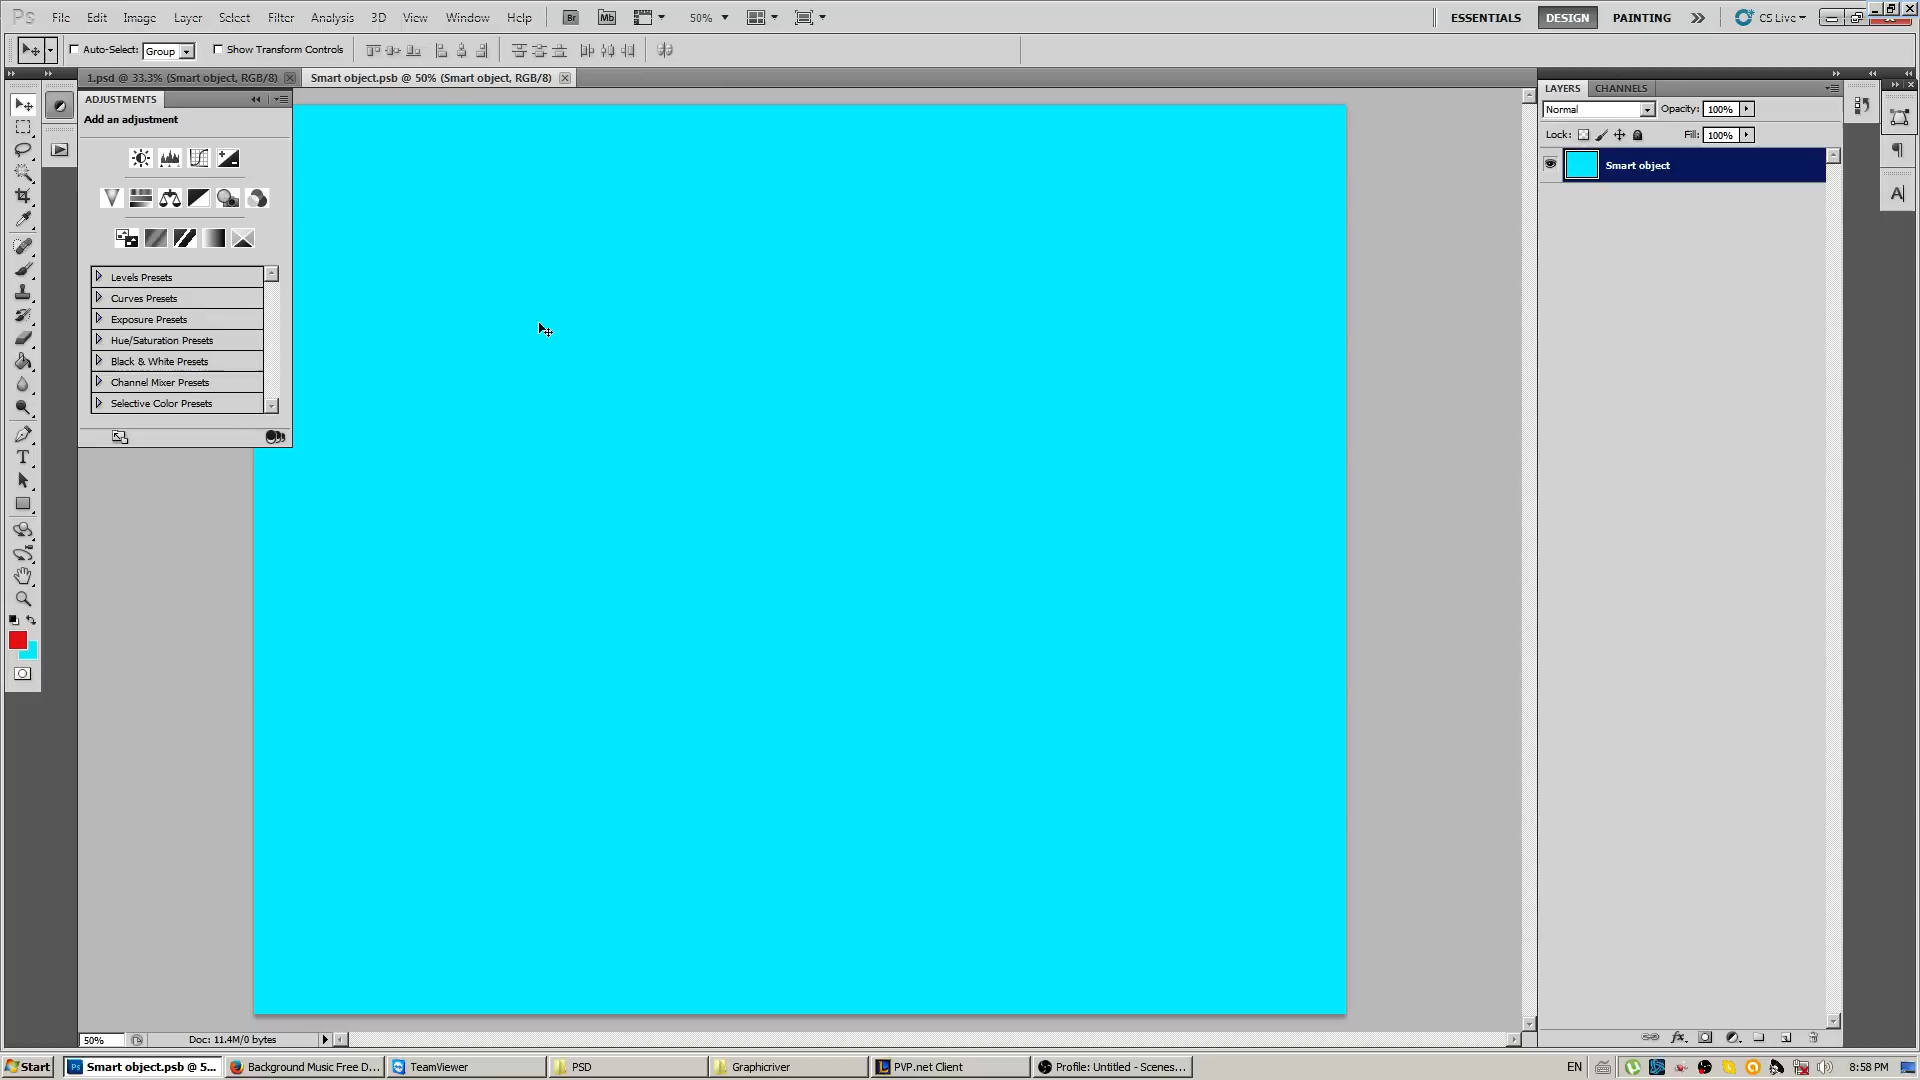 Ps File Edit Image Layer Select Filter Analysis 3D View Window Help Br Mb 50% ESSENTIALS DESIGN PAINTING CS Live
Auto-Select: Group Show Transform Controls
1.psd @ 33.3% (Smart object, RGB/8) Smart object.psb @ 50% (Smart object, RGB/8)
ADJUSTMENTS
Add an adjustment
Levels Presets
Curves Presets
Exposure Presets
Hue/Saturation Presets
Black & White Presets
Channel Mixer Presets
Selective Color Presets
T
LAYERS CHANNELS
Normal Opacity: 100%
Lock: Fill: 100%
Smart object
A
50% Doc: 11.4M/0 bytes
fx
Start Ps Smart object.psb @ 5... Background Music Free D... TeamViewer PSD Graphicriver PVP.net Client Profile: Untitled - Scenes... EN 8:58 PM